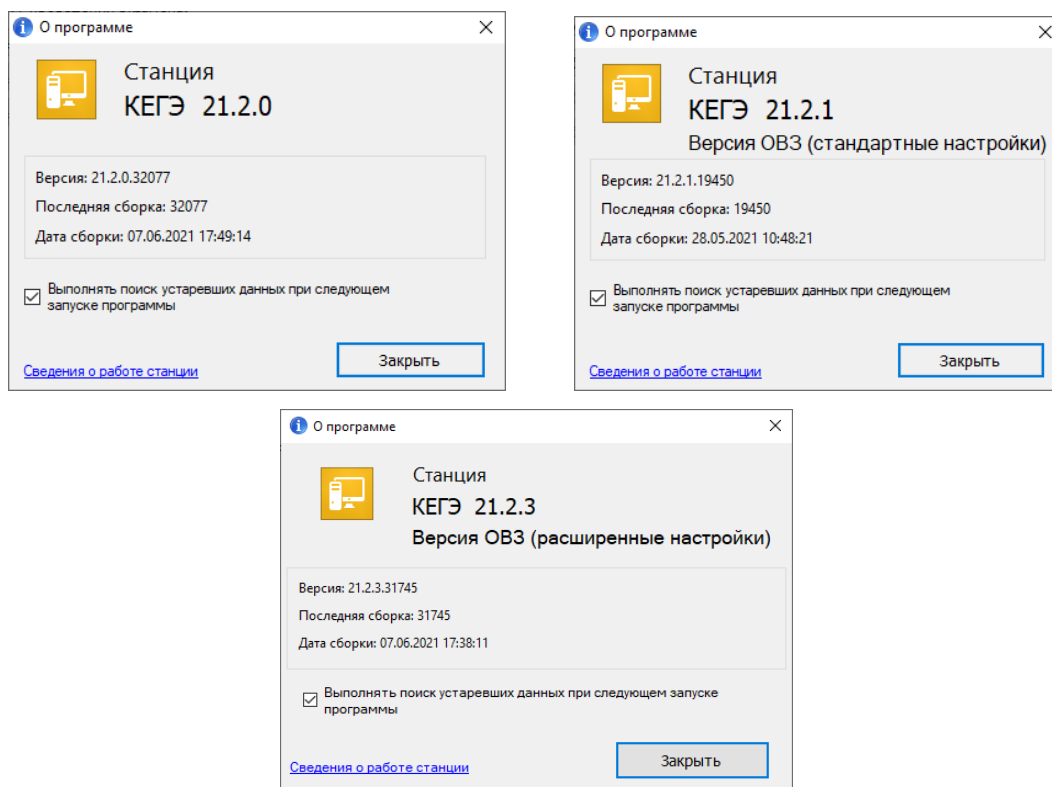 О программе
Станция
КЕГЭ 21.2.0
Версия: 21.2.0.32077
Последняя сборка: 32077
Дата сборки: 07.06.2021 17:49:14
Выполнять поиск устаревших данных при следующем
запуске программы
Сведения о работе станции
Закрыть
О программе
Станция
КЕГЭ 21.2.1
Версия ОВЗ (стандартные настройки)
Версия: 21.2.1.19450
Последняя сборка: 19450
Дата сборки: 28.05.2021 10:48:21
Выполнять поиск устаревших данных при следующем
запуске программы
Сведения о работе станции
Закрыть
О программе
Станция
КЕГЭ 21.2.3
Версия ОВЗ (расширенные настройки)
Версия: 21.2.3.31745
Последняя сборка: 31745
Дата сборки: 07.06.2021 17:38:11
Выполнять поиск устаревших данных при следующем запуске
программы
Сведения о работе станции
Закрыть